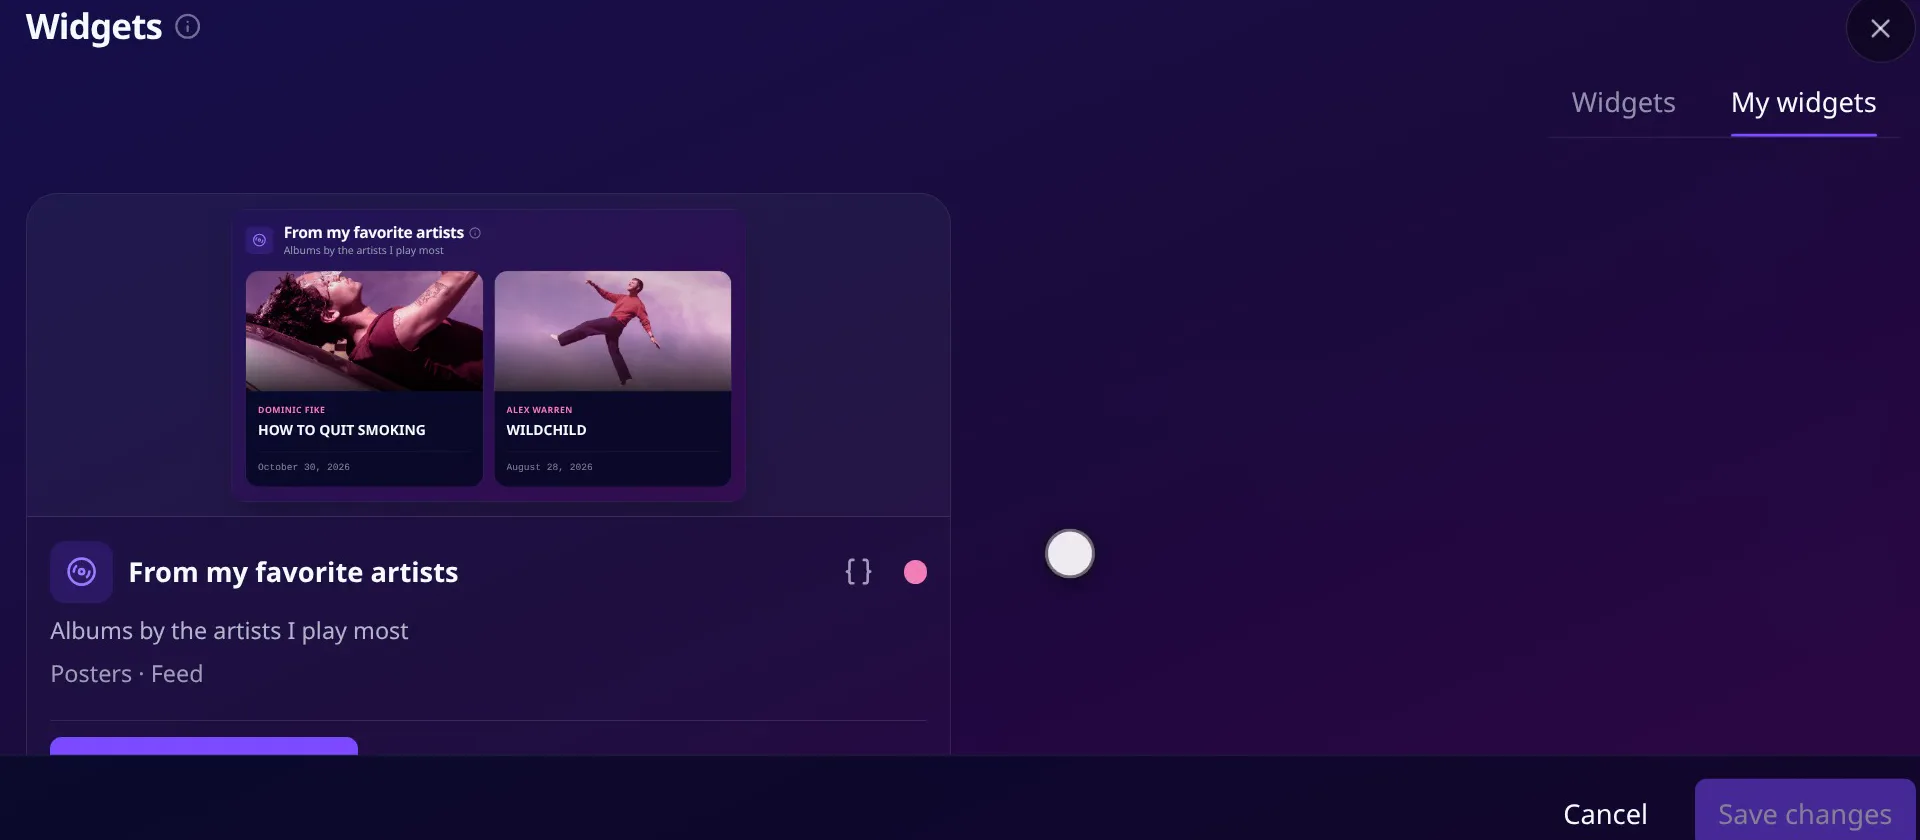 Widgets
Widgets
My widgets
From my favorite artists
Albums by the artists I play most
DOMINIC FIKE
HOW TO QUIT SMOKING
October 30, 2026
ALEX WARREN
WILDCHILD
August 28, 2026
From my favorite artists
{ }
Albums by the artists I play most
Posters · Feed
Cancel
Save changes